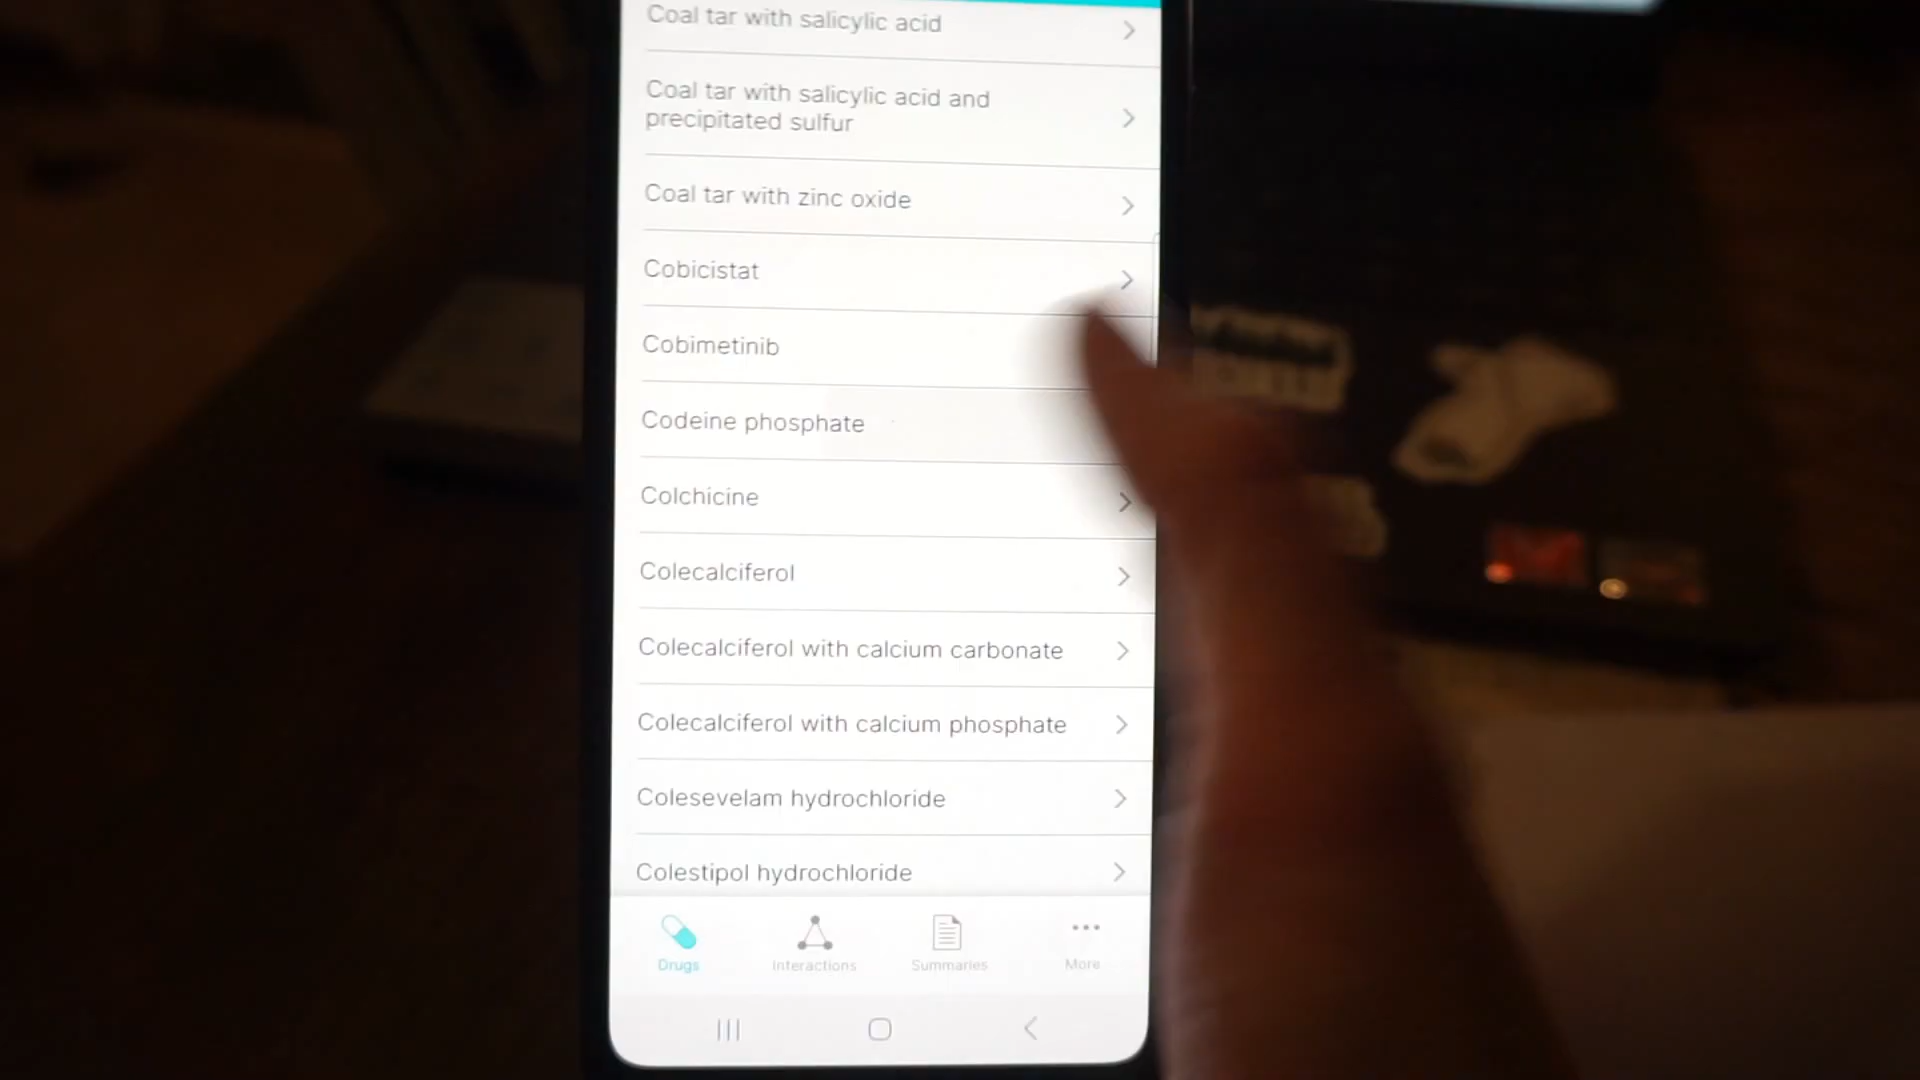 Coal tar with salicylic acid
Coal tar with salicylic acid and
precipitated sulfur
Coal tar with zinc oxide
Cobicistat
Cobimetinib
Codeine phosphate
Colchicine
Colecalciferol
Colecalciferol with calcium carbonate
Colecalciferol with calcium phosphate
Colesevelam hydrochloride
Colestipol hydrochloride
Drugs
Interactions
Summaries
More